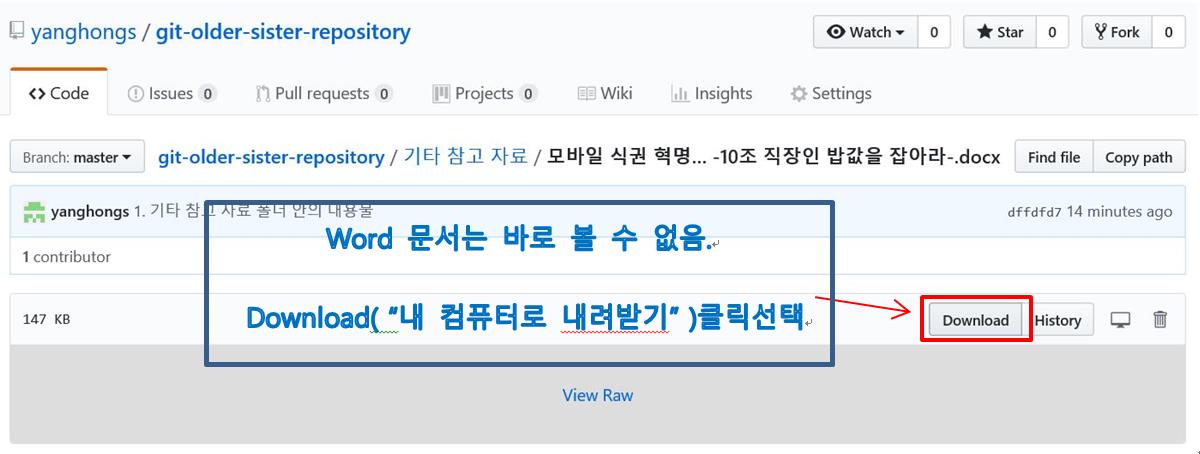 yanghongs / git-older-sister-repository Watch 0 Star 0 Fork 0
Code Issues 0 Pull requests 0 Projects 0 Wiki Insights Settings
Branch: master git-older-sister-repository / 기타 참고 자료 / 모바일 식권 혁명... -10조 직장인 밥값을 잡아라-.docx Find file Copy path
yanghongs 1. 기타 참고 자료 폴더 안의 내용물 dffdfd7 14 minutes ago
Word 문서는 바로 볼 수 없음.
1 contributor
Download( “내 컴퓨터로 내려받기” )클릭선택
147 KB Download History
View Raw